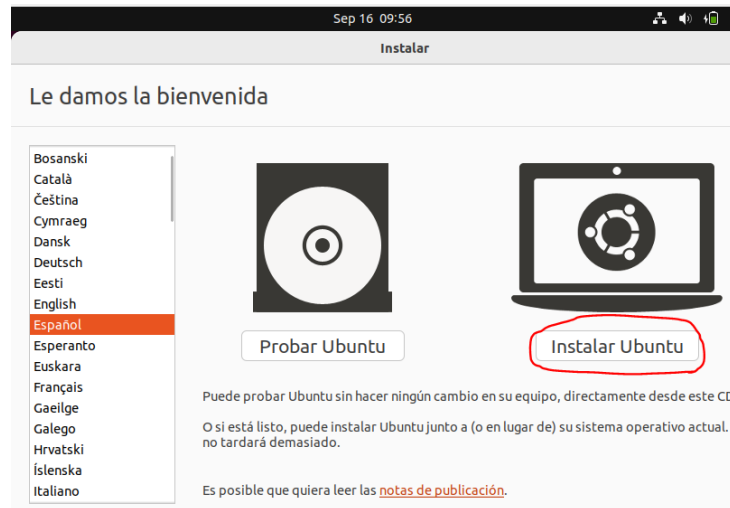 Sep 16 09:56
Instalar
Le damos la bienvenida
Bosanski
Català
Čeština
Cymraeg
Dansk
Deutsch
Eesti
English
Español
Esperanto
Euskara
Français
Gaeilge
Galego
Hrvatski
Íslenska
Italiano
Probar Ubuntu
Instalar Ubuntu
Puede probar Ubuntu sin hacer ningún cambio en su equipo, directamente desde este CD
O si está listo, puede instalar Ubuntu junto a (o en lugar de) su sistema operativo actual.
no tardará demasiado.
Es posible que quiera leer las notas de publicación.